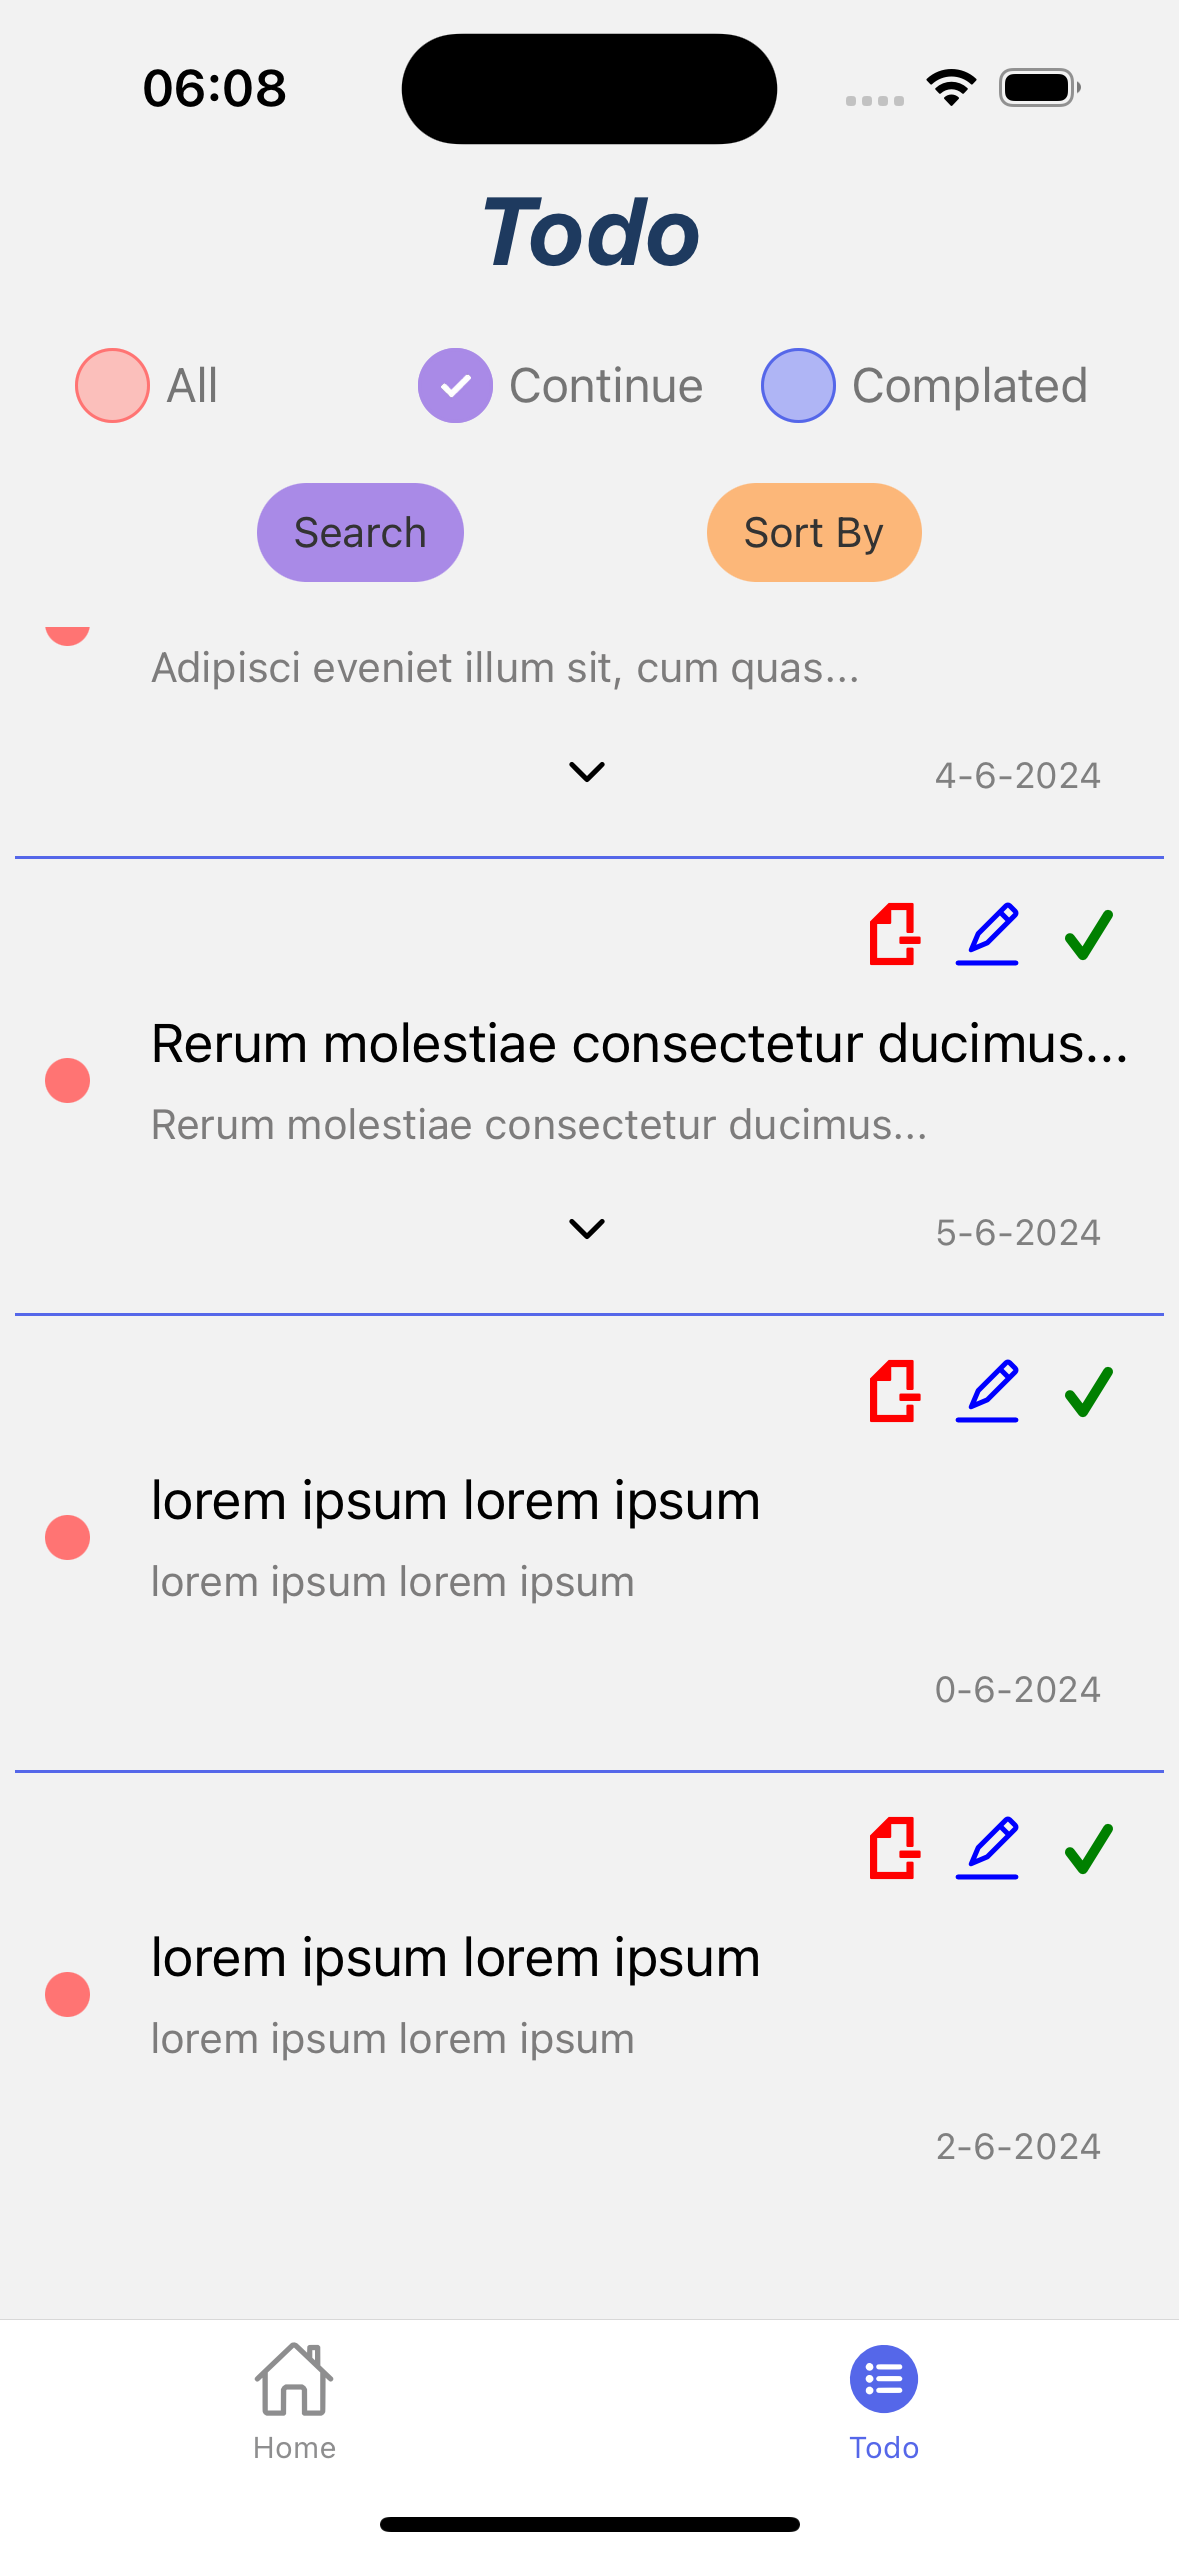 06:08
Todo
All Continue Complated
Search Sort By
Adipisci eveniet illum sit, cum quas...
4-6-2024
Rerum molestiae consectetur ducimus...
Rerum molestiae consectetur ducimus...
5-6-2024
lorem ipsum lorem ipsum
lorem ipsum lorem ipsum
0-6-2024
lorem ipsum lorem ipsum
lorem ipsum lorem ipsum
2-6-2024
Home Todo